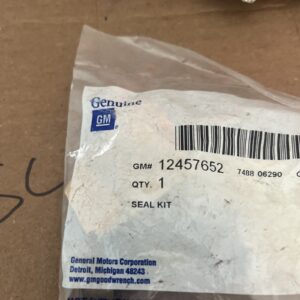 Genuine
GM
GM# 12457652 7488 06290
QTY. 1
SEAL KIT
General Motors Corporation
Detroit, Michigan 48243
www.gmgoodwrench.com